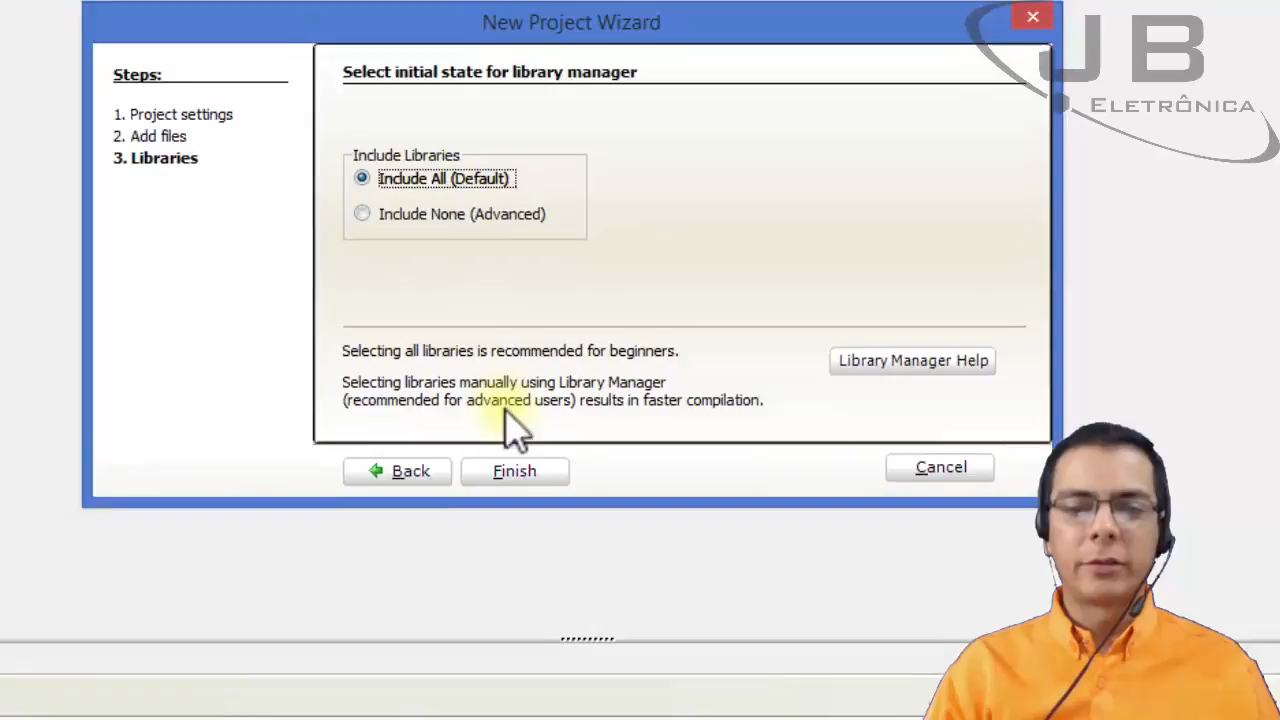 New Project Wizard
JB
ELETRÔNICA
Steps:
1. Project settings
2. Add files
3. Libraries
Select initial state for library manager
Include Libraries
Include All (Default)
Include None (Advanced)
Selecting all libraries is recommended for beginners.
Selecting libraries manually using Library Manager
(recommended for advanced users) results in faster compilation.
Library Manager Help
Back
Finish
Cancel